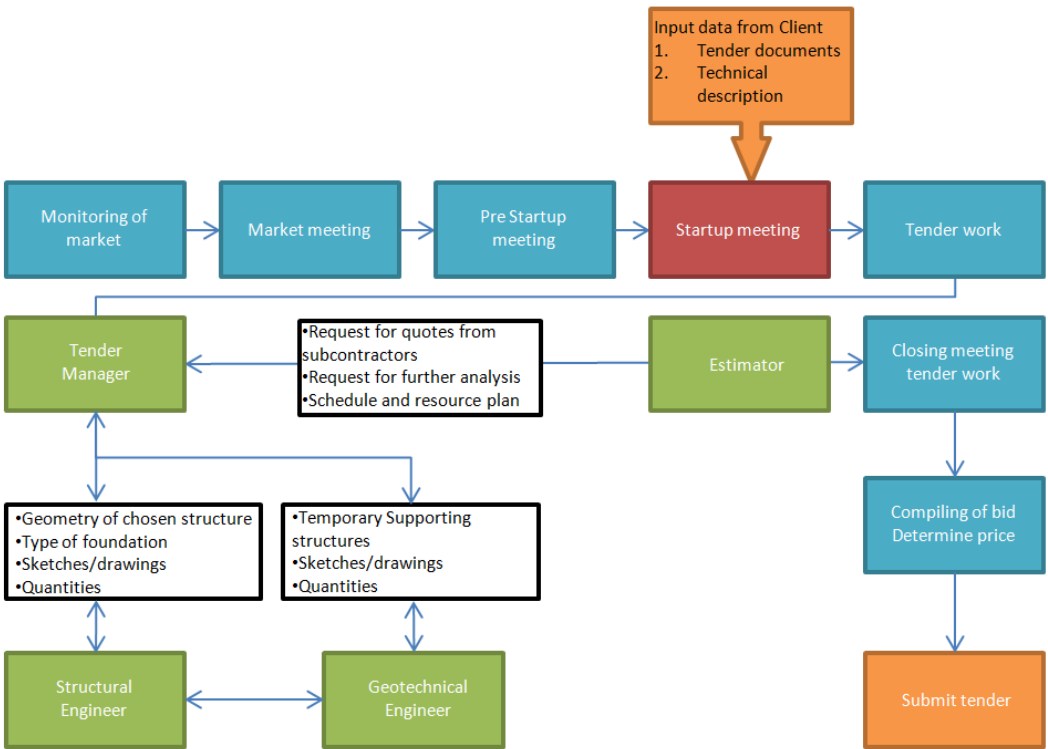 Input data from Client
1. Tender documents
2. Technical
description
Monitoring of
market
Market meeting
Pre Startup
meeting
Startup meeting
Tender work
Tender
Manager
•Request for quotes from
subcontractors
•Request for further analysis
•Schedule and resource plan
Estimator
Closing meeting
tender work
•Geometry of chosen structure
•Type of foundation
•Sketches/drawings
•Quantities
•Temporary Supporting
structures
•Sketches/drawings
•Quantities
Compiling of bid
Determine price
Structural
Engineer
Geotechnical
Engineer
Submit tender